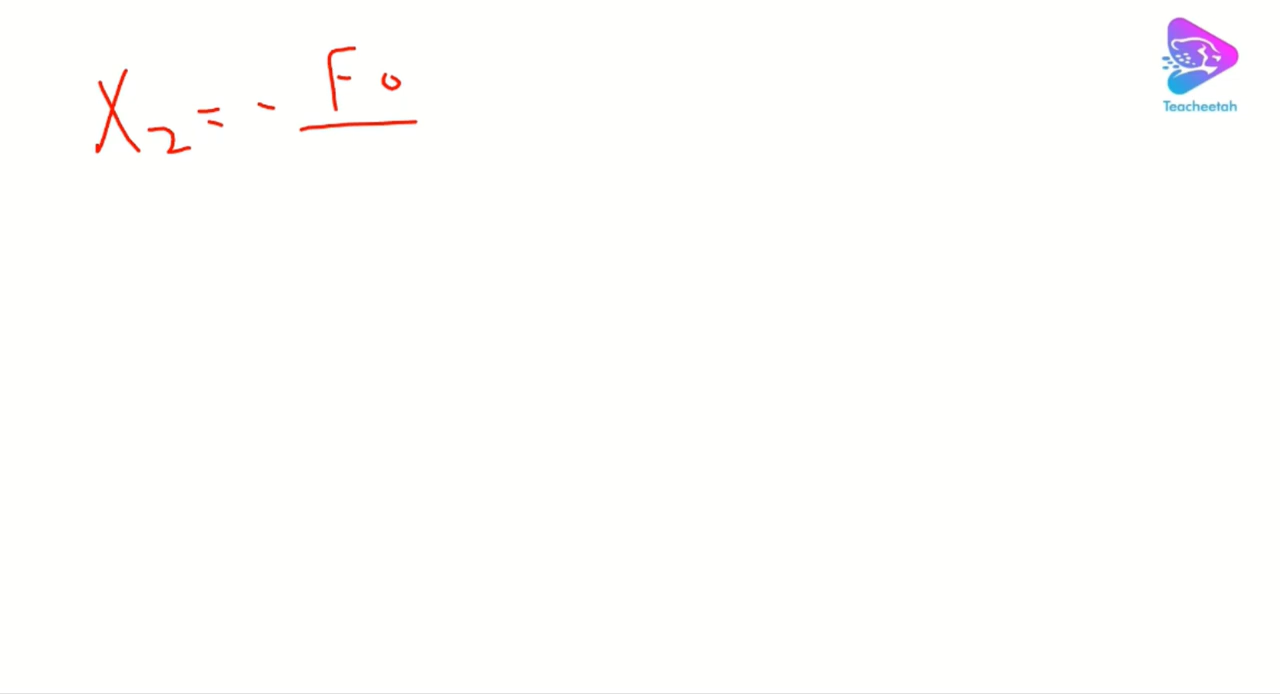 X₂ = - F₀
Teacheetah